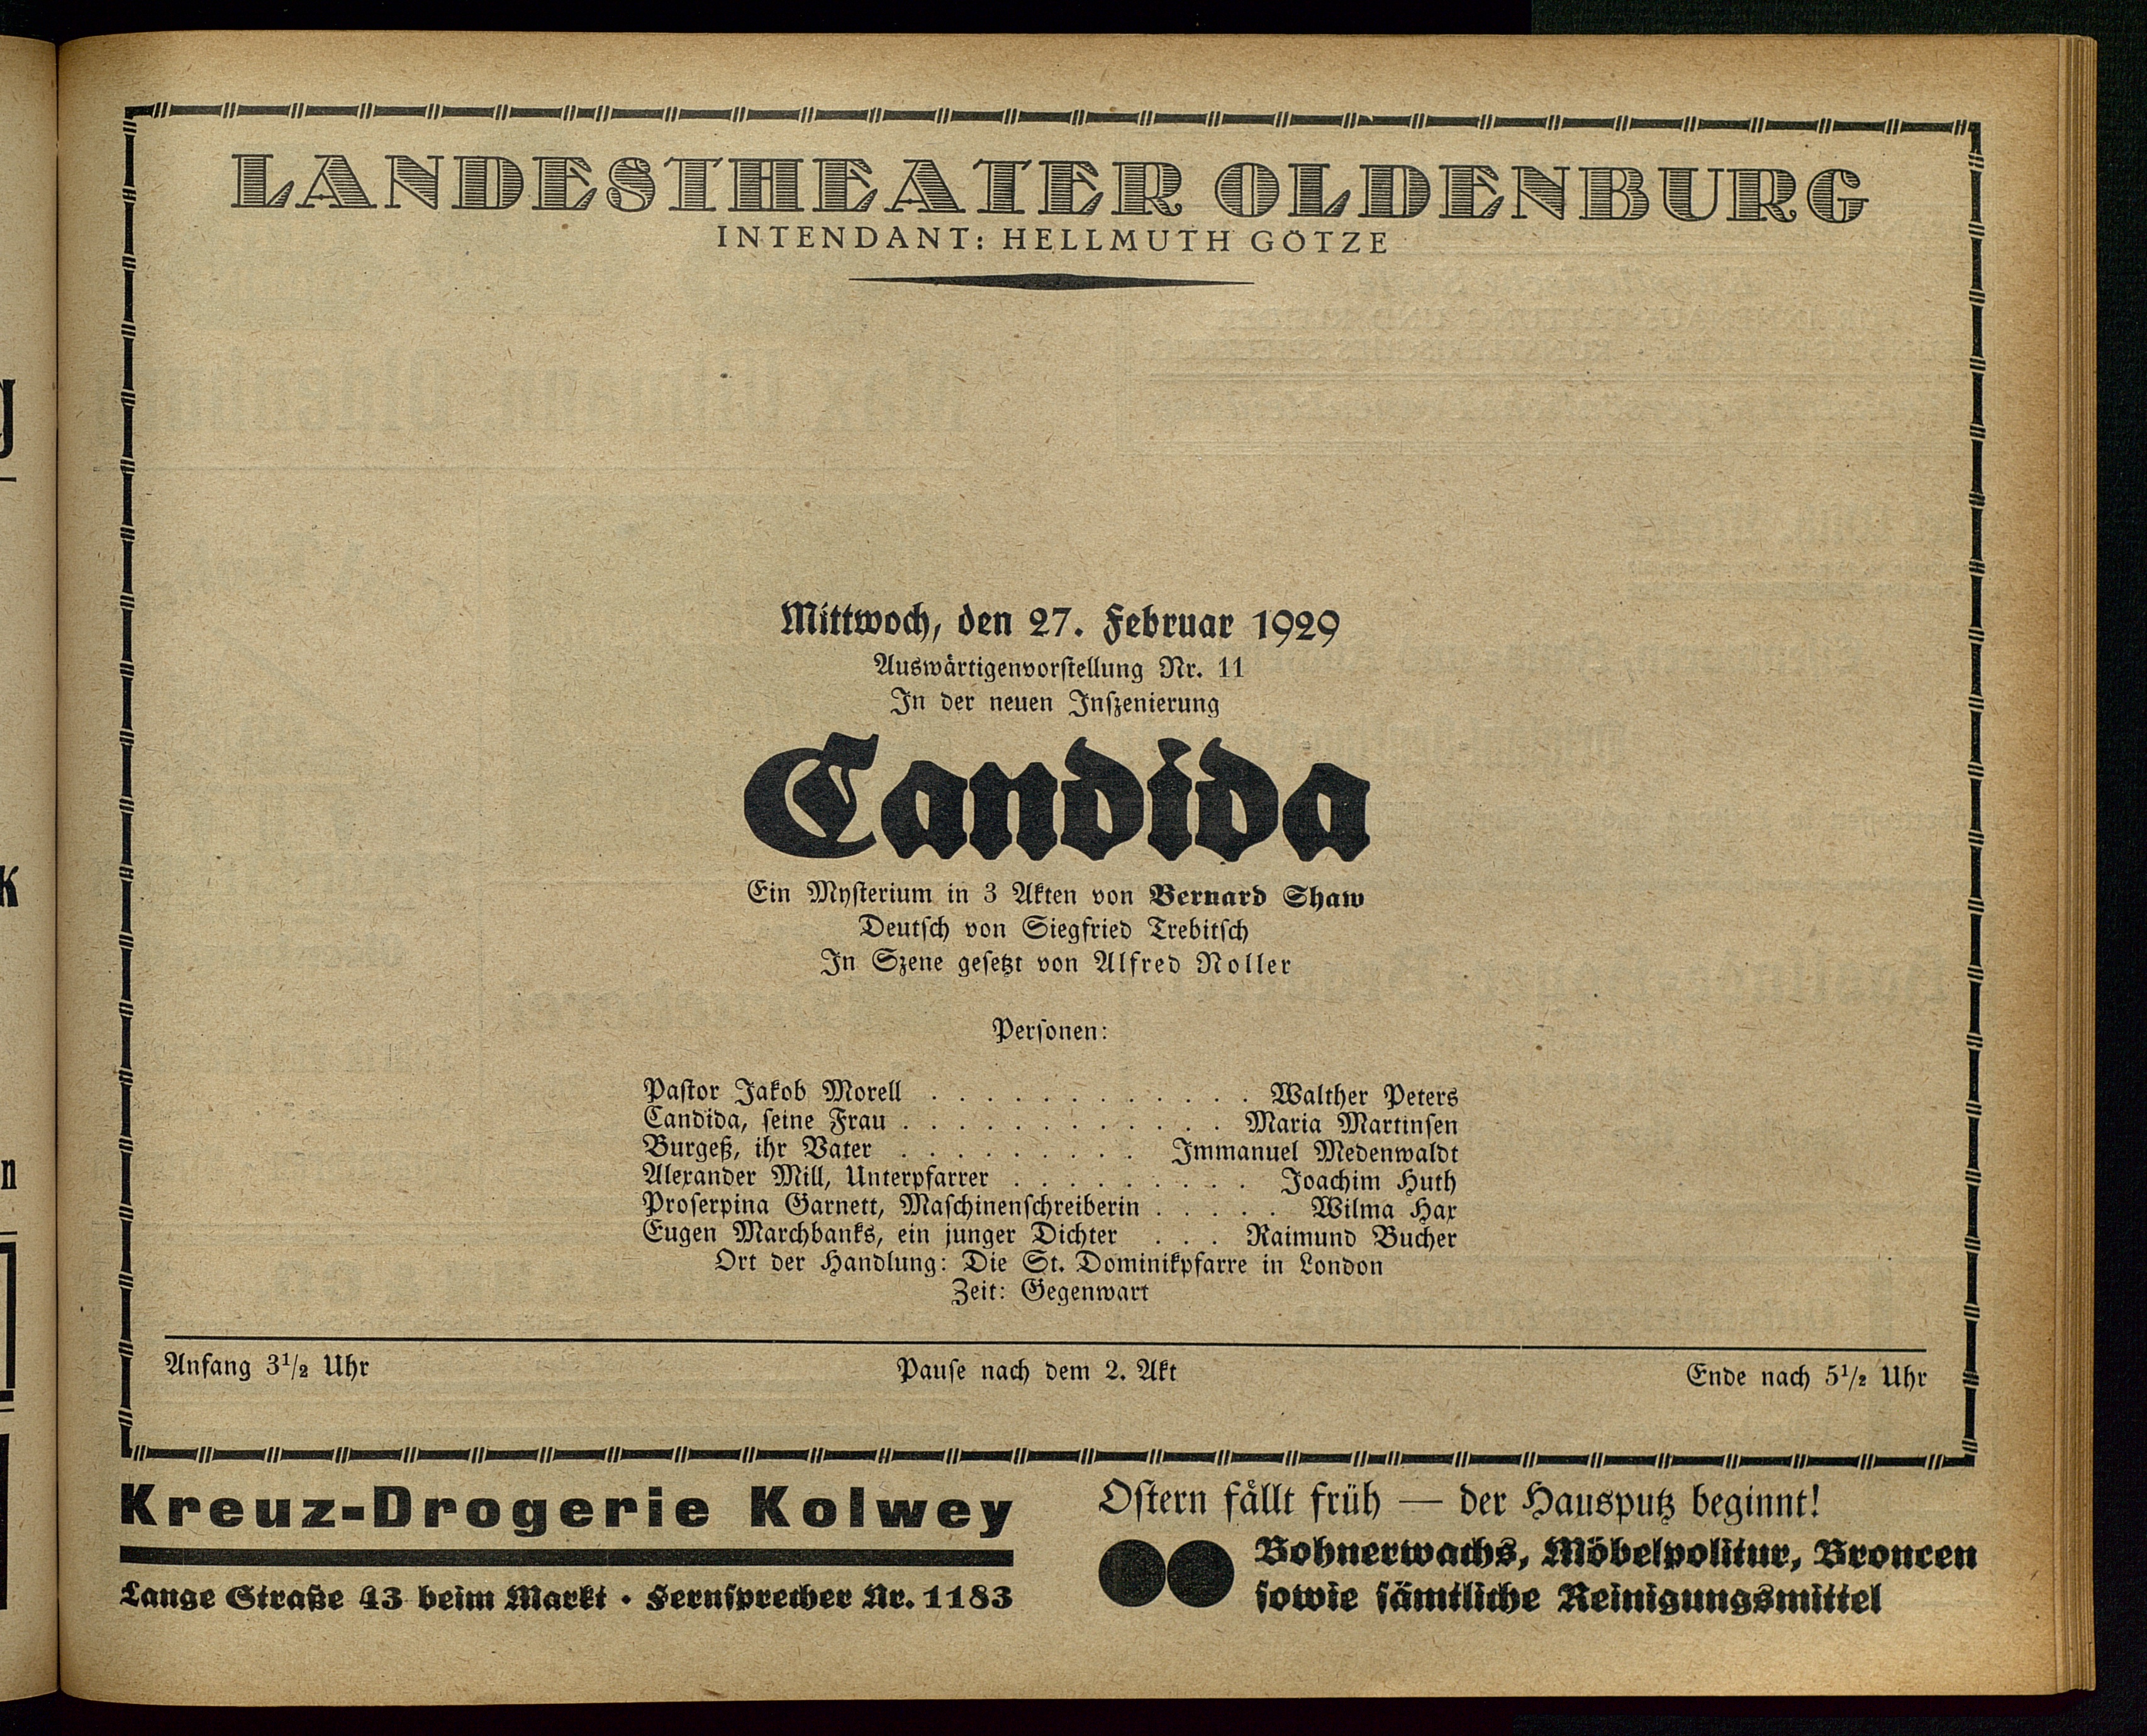 LANDESTHEATER OLDENBURG
INTENDANT: HELLMUTH GÖTZE
Mittwoch, den 27. Februar 1929
Auswärtigenvorstellung Nr. 11
In der neuen Inszenierung
Candida
Ein Mysterium in 3 Akten von Bernard Shaw
Deutsch von Siegfried Trebitsch
In Szene gesetzt von Alfred Noller
Personen:
Pastor Jakob Morell . . . . . . . . . . . . Walther Peters
Candida, seine Frau . . . . . . . . . . . . Maria Martinsen
Burgeß, ihr Vater . . . . . . . . . Immanuel Medenwaldt
Alexander Mill, Unterpfarrer . . . . . . . . . Joachim Huth
Proserpina Garnett, Maschinenschreiberin . . . . . Wilma Hax
Eugen Marchbanks, ein junger Dichter . . . Raimund Bucher
Ort der Handlung: Die St. Dominikpfarre in London
Zeit: Gegenwart
Anfang 3½ Uhr Pause nach dem 2. Akt Ende nach 5½ Uhr
Kreuz-Drogerie Kolwey
Lange Straße 43 beim Markt · Fernsprecher Nr. 1183
Ostern fällt früh — der Hausputz beginnt!
Bohnerwachs, Möbelpolitur, Broncen
sowie sämtliche Reinigungsmittel